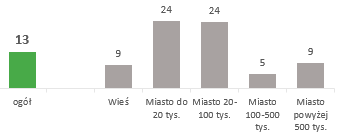 24
24
13
9
5
9
ogół
Wieś
Miasto do
20 tys.
Miasto 20-
100 tys.
Miasto
100-500
tys.
Miasto
powyżej
500 tys.